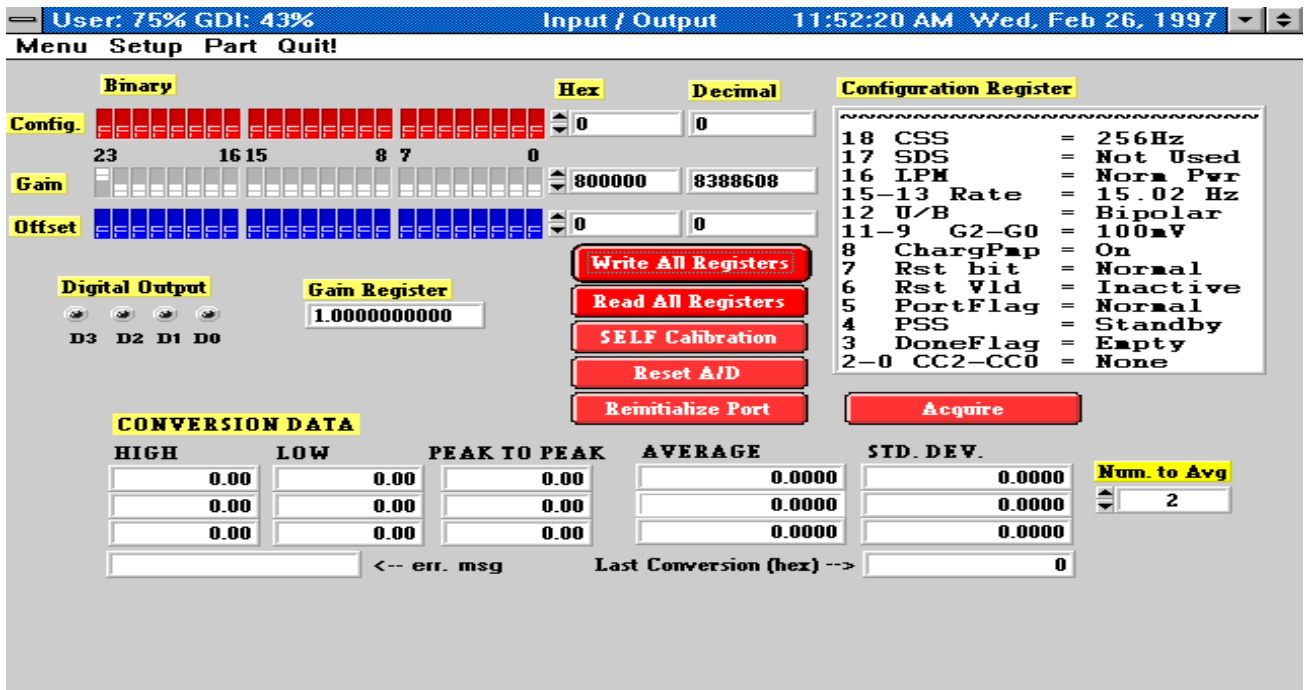 User: 75% GDI: 43% Input / Output 11:52:20 AM Wed, Feb 26, 1997
Menu Setup Part Quit!
Binary Hex Decimal Configuration Register
Config. 0 0
23 16 15 8 7 0
Gain 800000 8388608
Offset 0 0
~~~~~~~~~~~~~~~~~~~~~~~~~~~~~~~~~~~
18 CSS = 256Hz
17 SDS = Not Used
16 LPM = Norm Pwr
15-13 Rate = 15.02 Hz
12 U/B = Bipolar
11-9 G2-G0 = 100mV
8 ChargPmp = On
7 Rst bit = Normal
6 Rst Vld = Inactive
5 PortFlag = Normal
4 PSS = Standby
3 DoneFlag = Empty
2-0 CC2-CC0 = None
Write All Registers
Read All Registers
SELF Calibration
Reset A/D
Reinitialize Port
Acquire
Digital Output
D3 D2 D1 D0
Gain Register
1.0000000000
CONVERSION DATA
HIGH LOW PEAK TO PEAK AVERAGE STD. DEV.
0.00 0.00 0.00 0.0000 0.0000
0.00 0.00 0.00 0.0000 0.0000
0.00 0.00 0.00 0.0000 0.0000
Num. to Avg
2
<-- err. msg Last Conversion (hex) --> 0